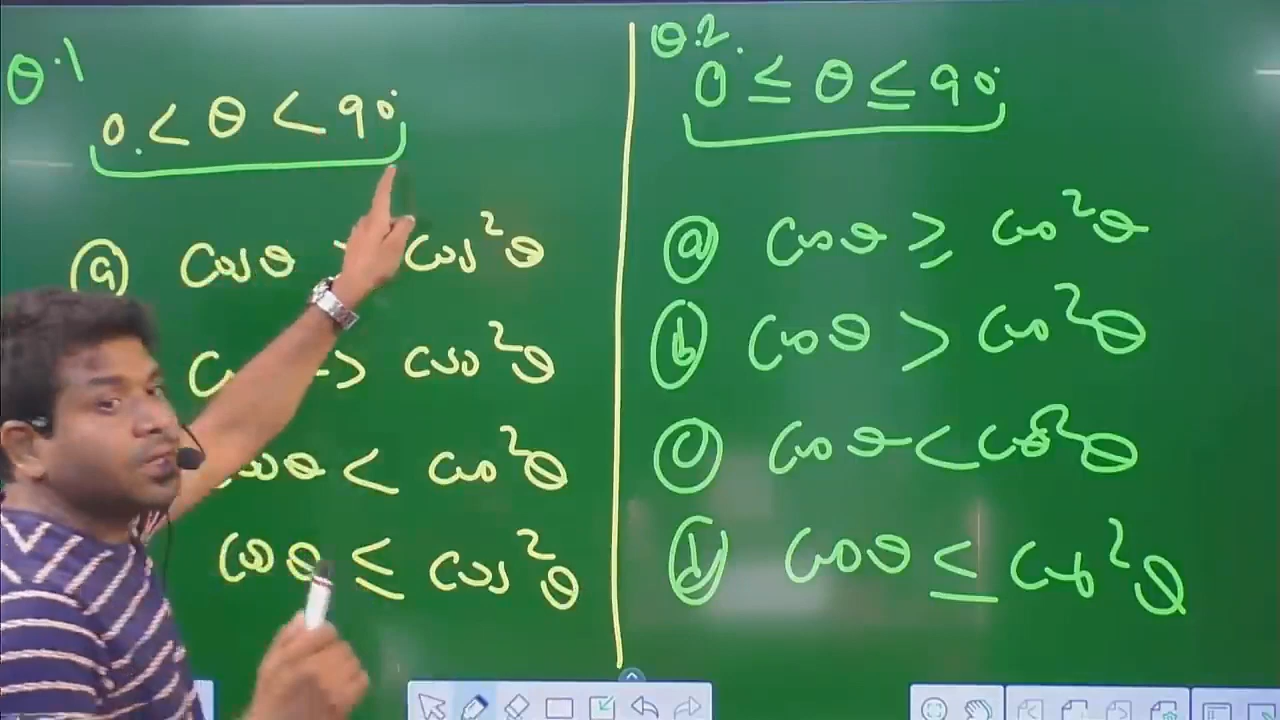 Q.1
0 < θ < 90°
(a) cosθ > cos²θ
> cos²θ
cosθ < cos²θ
cosθ ≤ cos²θ
Q.2.
0 ≤ θ ≤ 90°
(a) cosθ ≥ cos²θ
(b) cosθ > cos²θ
(c) cosθ < cos²θ
(d) cosθ ≤ cos²θ